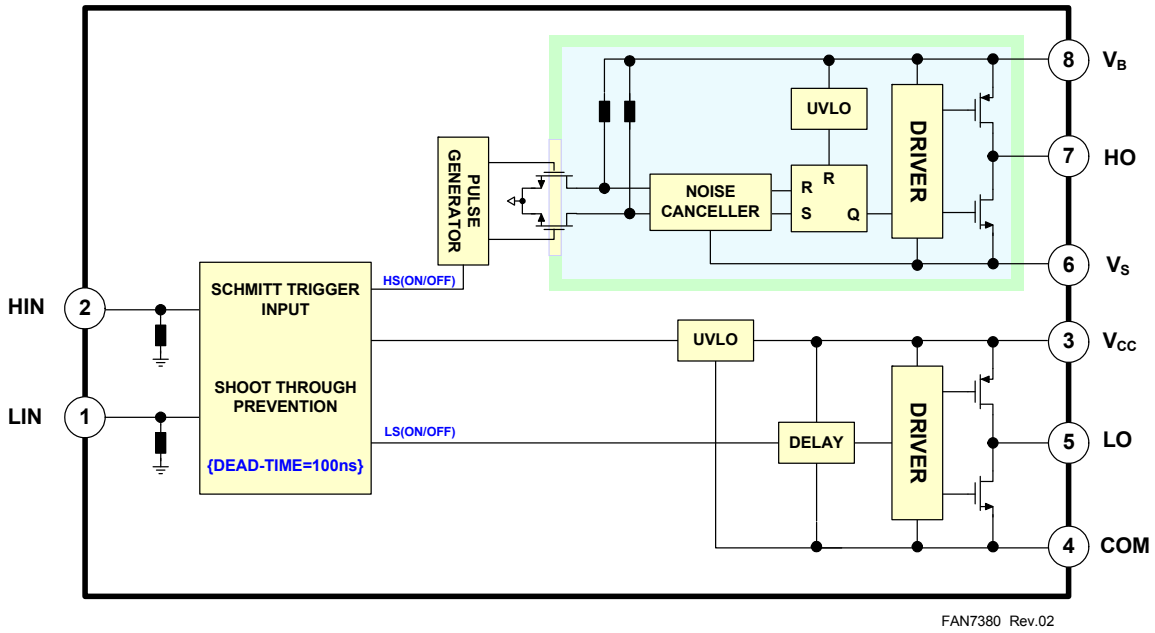 8 VB
UVLO
DRIVER
7 HO
PULSE
GENERATOR
NOISE
CANCELLER
R
R
S
Q
HS(ON/OFF)
6 VS
HIN 2
SCHMITT TRIGGER
INPUT
UVLO
3 VCC
SHOOT THROUGH
PREVENTION
LIN 1
LS(ON/OFF)
DELAY
DRIVER
5 LO
{DEAD-TIME=100ns}
4 COM
FAN7380 Rev.02